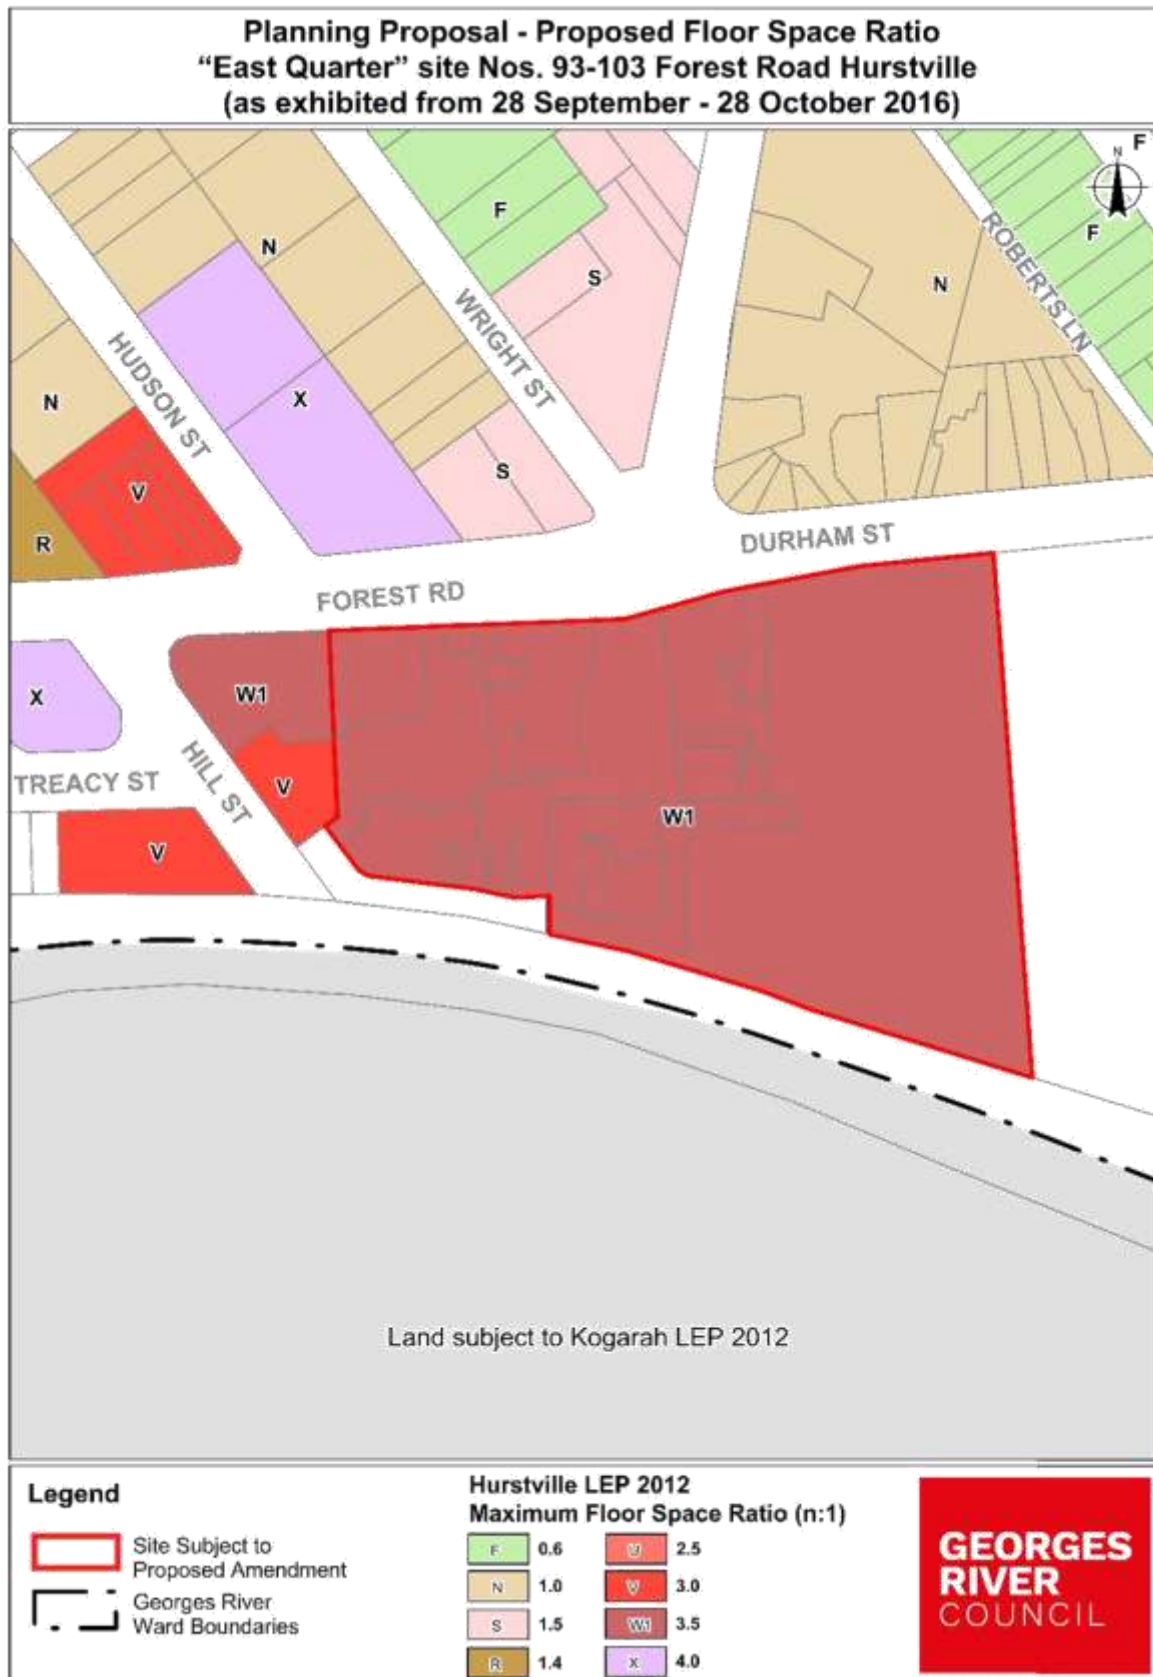 Planning Proposal - Proposed Floor Space Ratio
“East Quarter” site Nos. 93-103 Forest Road Hurstville
(as exhibited from 28 September - 28 October 2016)
N
F
F
F
N
S
N
ROBERTS LN
WRIGHT ST
HUDSON ST
N
X
S
V
R
DURHAM ST
FOREST RD
W1
X
HILL ST
TREACY ST
V
W1
V
Land subject to Kogarah LEP 2012
Legend
Site Subject to
Proposed Amendment
Georges River
Ward Boundaries
Hurstville LEP 2012
Maximum Floor Space Ratio (n:1)
F 0.6
N 1.0
S 1.5
R 1.4
U 2.5
V 3.0
W1 3.5
X 4.0
GEORGES
RIVER
COUNCIL